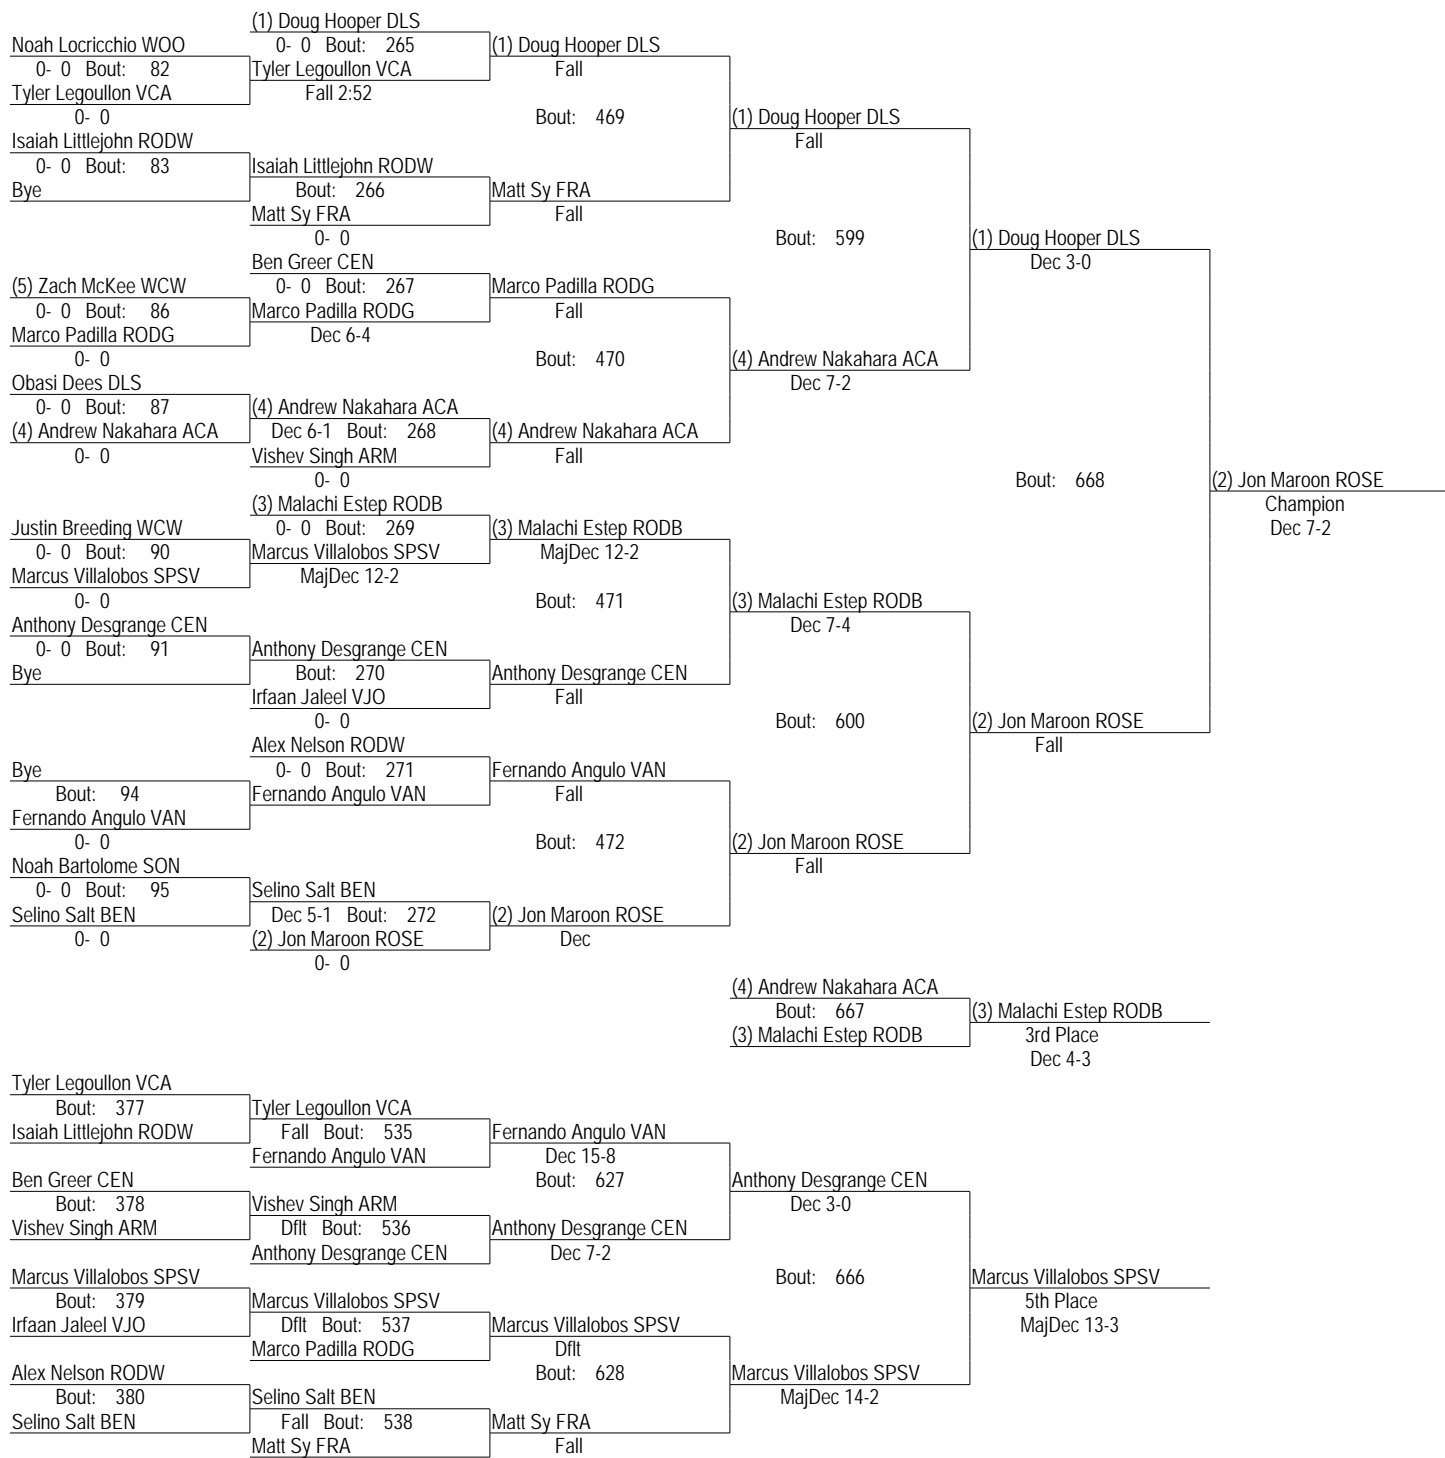 (1) Doug Hooper DLS
Noah Locricchio WOO 0- 0 Bout: 265 (1) Doug Hooper DLS
0- 0 Bout: 82 Tyler Legoullon VCA Fall
Tyler Legoullon VCA Fall 2:52
0- 0 Bout: 469 (1) Doug Hooper DLS
Isaiah Littlejohn RODW Fall
0- 0 Bout: 83 Isaiah Littlejohn RODW
Bye Bout: 266 Matt Sy FRA
Matt Sy FRA Fall
0- 0 Bout: 599 (1) Doug Hooper DLS
Ben Greer CEN Dec 3-0
(5) Zach McKee WCW 0- 0 Bout: 267 Marco Padilla RODG
0- 0 Bout: 86 Marco Padilla RODG Fall
Marco Padilla RODG Dec 6-4
0- 0 Bout: 470 (4) Andrew Nakahara ACA
Obasi Dees DLS Dec 7-2
0- 0 Bout: 87 (4) Andrew Nakahara ACA
(4) Andrew Nakahara ACA Dec 6-1 Bout: 268 (4) Andrew Nakahara ACA
0- 0 Vishev Singh ARM Fall
0- 0 Bout: 668 (2) Jon Maroon ROSE
(3) Malachi Estep RODB Champion
Justin Breeding WCW 0- 0 Bout: 269 (3) Malachi Estep RODB Dec 7-2
0- 0 Bout: 90 Marcus Villalobos SPSV MajDec 12-2
Marcus Villalobos SPSV MajDec 12-2
0- 0 Bout: 471 (3) Malachi Estep RODB
Anthony Desgrange CEN Dec 7-4
0- 0 Bout: 91 Anthony Desgrange CEN
Bye Bout: 270 Anthony Desgrange CEN
Irfaan Jaleel VJO Fall
0- 0 Bout: 600 (2) Jon Maroon ROSE
Alex Nelson RODW Fall
Bye 0- 0 Bout: 271 Fernando Angulo VAN
Bout: 94 Fernando Angulo VAN Fall
Fernando Angulo VAN
0- 0 Bout: 472 (2) Jon Maroon ROSE
Noah Bartolome SON Fall
0- 0 Bout: 95 Selino Salt BEN
Selino Salt BEN Dec 5-1 Bout: 272 (2) Jon Maroon ROSE
0- 0 (2) Jon Maroon ROSE Dec
0- 0
(4) Andrew Nakahara ACA
Bout: 667 (3) Malachi Estep RODB
(3) Malachi Estep RODB 3rd Place
Dec 4-3
Tyler Legoullon VCA
Bout: 377 Tyler Legoullon VCA
Isaiah Littlejohn RODW Fall Bout: 535 Fernando Angulo VAN
Fernando Angulo VAN Dec 15-8
Ben Greer CEN Bout: 627 Anthony Desgrange CEN
Bout: 378 Vishev Singh ARM Dec 3-0
Vishev Singh ARM Dflt Bout: 536 Anthony Desgrange CEN
Anthony Desgrange CEN Dec 7-2
Marcus Villalobos SPSV Bout: 666 Marcus Villalobos SPSV
Bout: 379 Marcus Villalobos SPSV 5th Place
Irfaan Jaleel VJO Dflt Bout: 537 Marcus Villalobos SPSV MajDec 13-3
Marco Padilla RODG Dflt
Alex Nelson RODW Bout: 628 Marcus Villalobos SPSV
Bout: 380 Selino Salt BEN MajDec 14-2
Selino Salt BEN Fall Bout: 538 Matt Sy FRA
Matt Sy FRA Fall